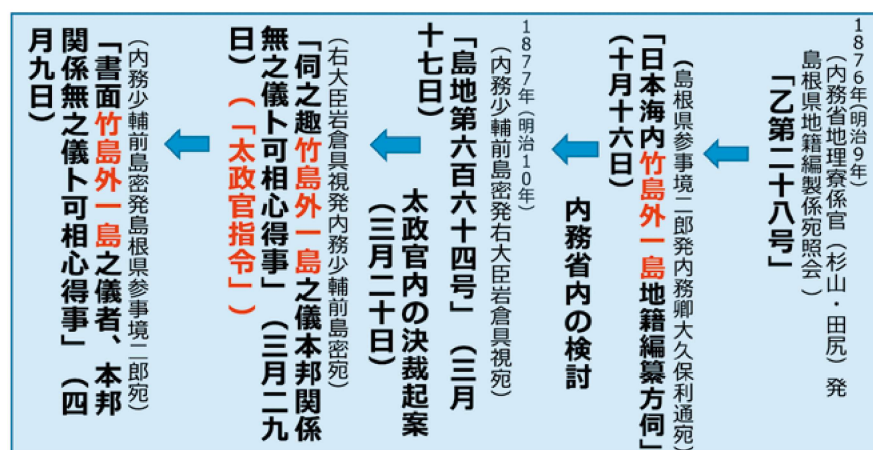 1876年(明治9年)
（内務省地理寮係官（杉山・田尻）発
島根県地籍編製係宛照会）
「乙第二十八号」
（島根県参事境二郎発内務卿大久保利通宛）
「日本海内竹島外一島地籍編纂方伺」
（十月十六日）
内務省内の検討
1877年(明治10年)
（内務少輔前島密発右大臣岩倉具視宛）
「島地第六百六十四号」（三月
十七日）
太政官内の決裁起案
（三月二十日）
（右大臣岩倉具視発内務少輔前島密宛）
「伺之趣竹島外一島之儀本邦関係
無之儀ト可相心得事」（三月二九
日）（「太政官指令」）
（内務少輔前島密発島根県参事境二郎宛）
「書面竹島外一島之儀者、本邦
関係無之儀ト可相心得事」（四
月九日）